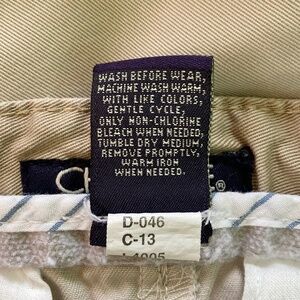 WASH BEFORE WEAR,
MACHINE WASH WARM,
WITH LIKE COLORS,
GENTLE CYCLE,
ONLY NON-CHLORINE
BLEACH WHEN NEEDED,
TUMBLE DRY MEDIUM,
REMOVE PROMPTLY,
WARM IRON
WHEN NEEDED.
®
D-046
C-13